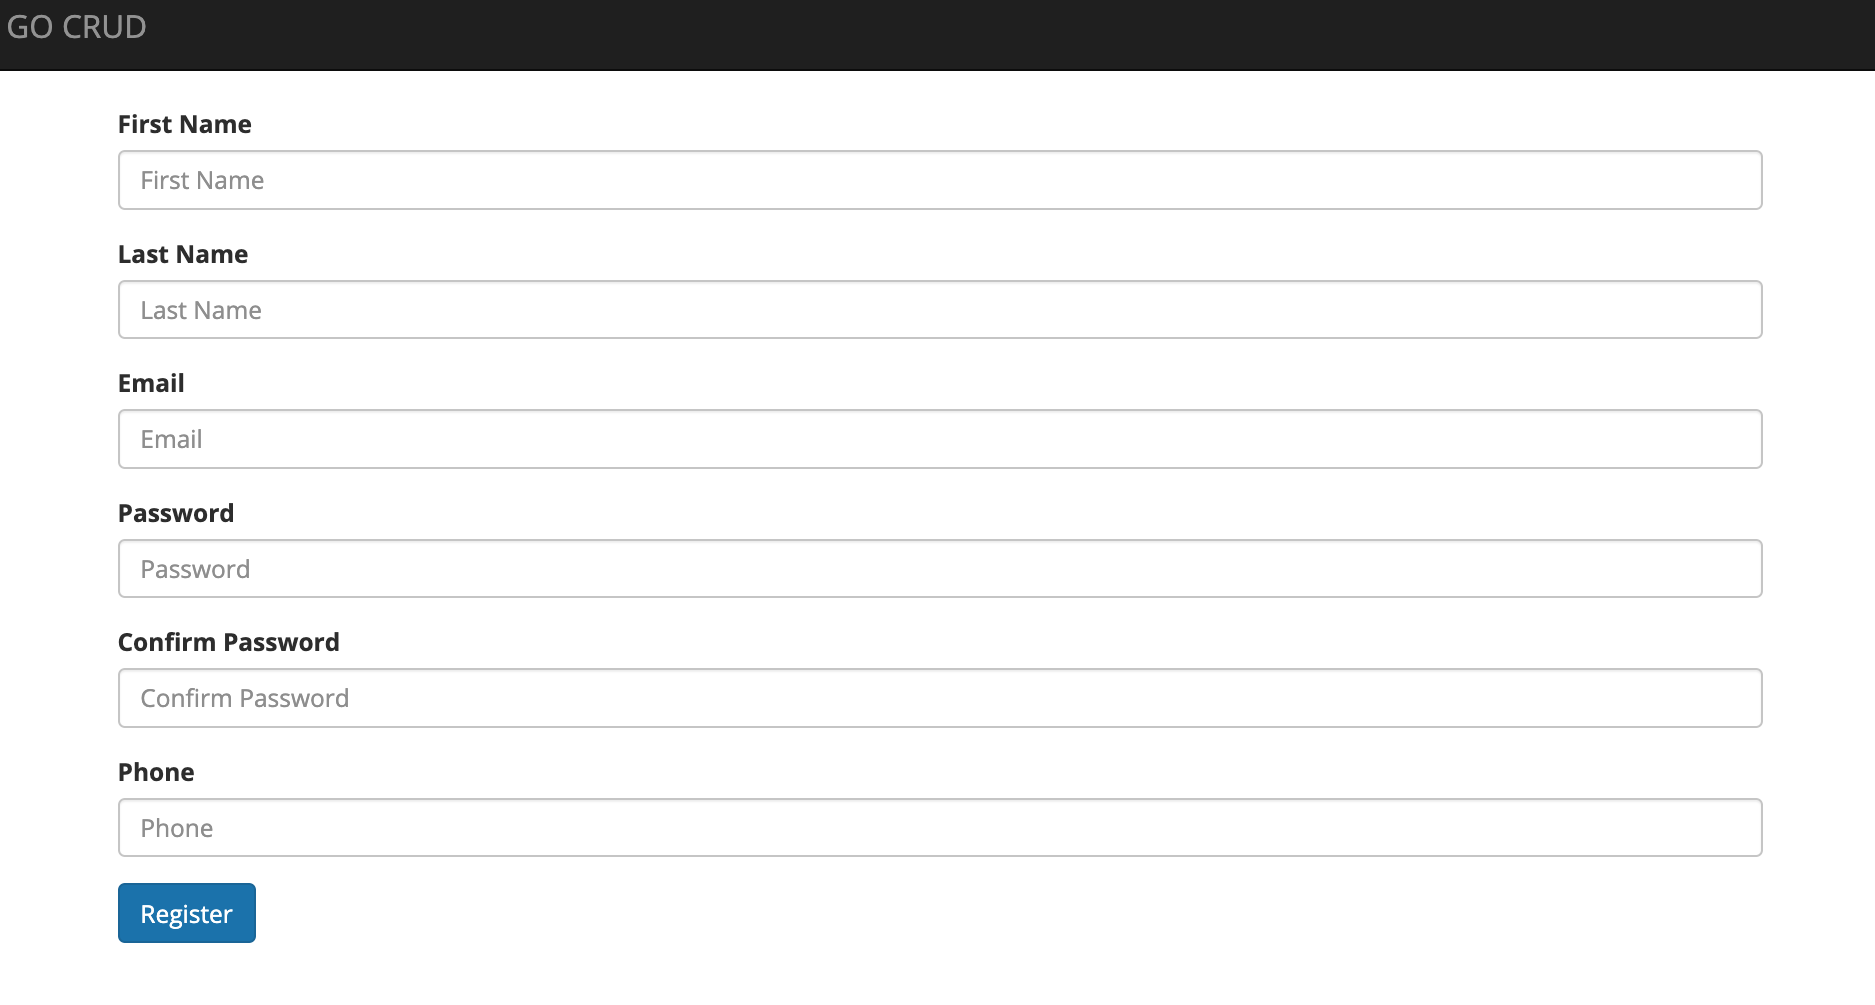 GO CRUD
First Name
First Name
Last Name
Last Name
Email
Email
Password
Password
Confirm Password
Confirm Password
Phone
Phone
Register